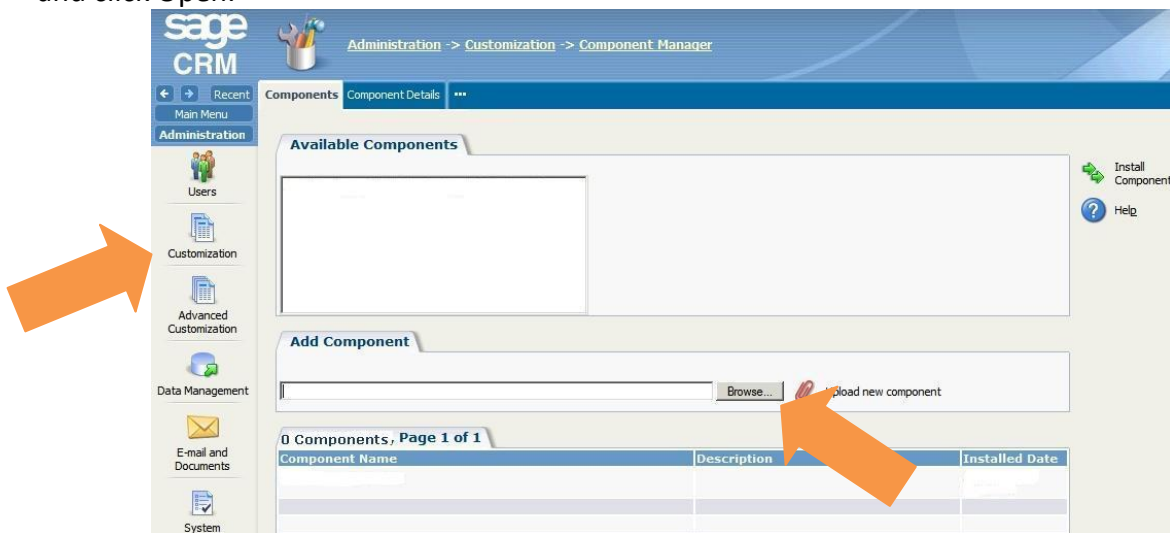 and click Open.
sage
CRM
Administration -> Customization -> Component Manager
Recent
Components Component Details •••
Main Menu
Administration
Available Components
Users
Install
Component
Help
Customization
Advanced
Customization
Add Component
Data Management
Browse... Upload new component
0 Components, Page 1 of 1
E-mail and
Documents
Component Name Description Installed Date
System